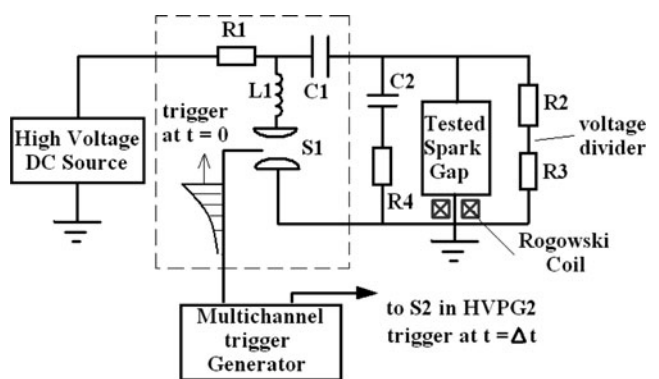 R1
L1
C1
C2
R2
trigger
at t = 0
High Voltage
DC Source
S1
Tested
Spark
Gap
voltage
divider
R3
R4
Rogowski
Coil
Multichannel
trigger
Generator
to S2 in HVPG2
trigger at t = Δ t